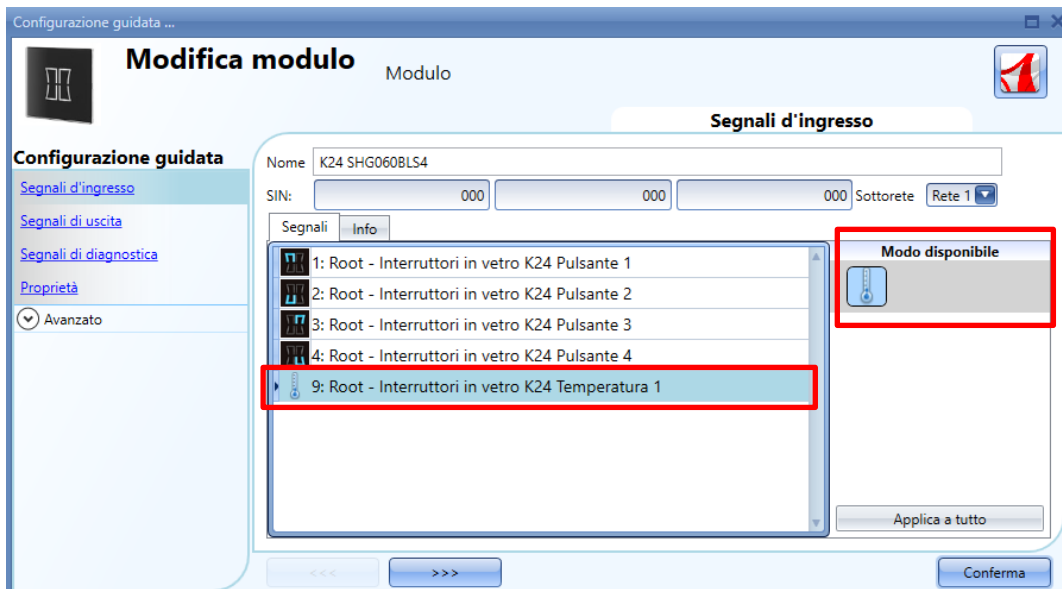 Configurazione guidata ...
Modifica modulo
Modulo
Segnali d'ingresso
Configurazione guidata
Segnali d'ingresso
Segnali di uscita
Segnali di diagnostica
Proprietà
Avanzato
Nome K24 SHG060BLS4
SIN: 000 000 000 Sottorete Rete 1
Segnali Info
1: Root - Interruttori in vetro K24 Pulsante 1
2: Root - Interruttori in vetro K24 Pulsante 2
3: Root - Interruttori in vetro K24 Pulsante 3
4: Root - Interruttori in vetro K24 Pulsante 4
9: Root - Interruttori in vetro K24 Temperatura 1
Modo disponibile
Applica a tutto
<<< >>> Conferma